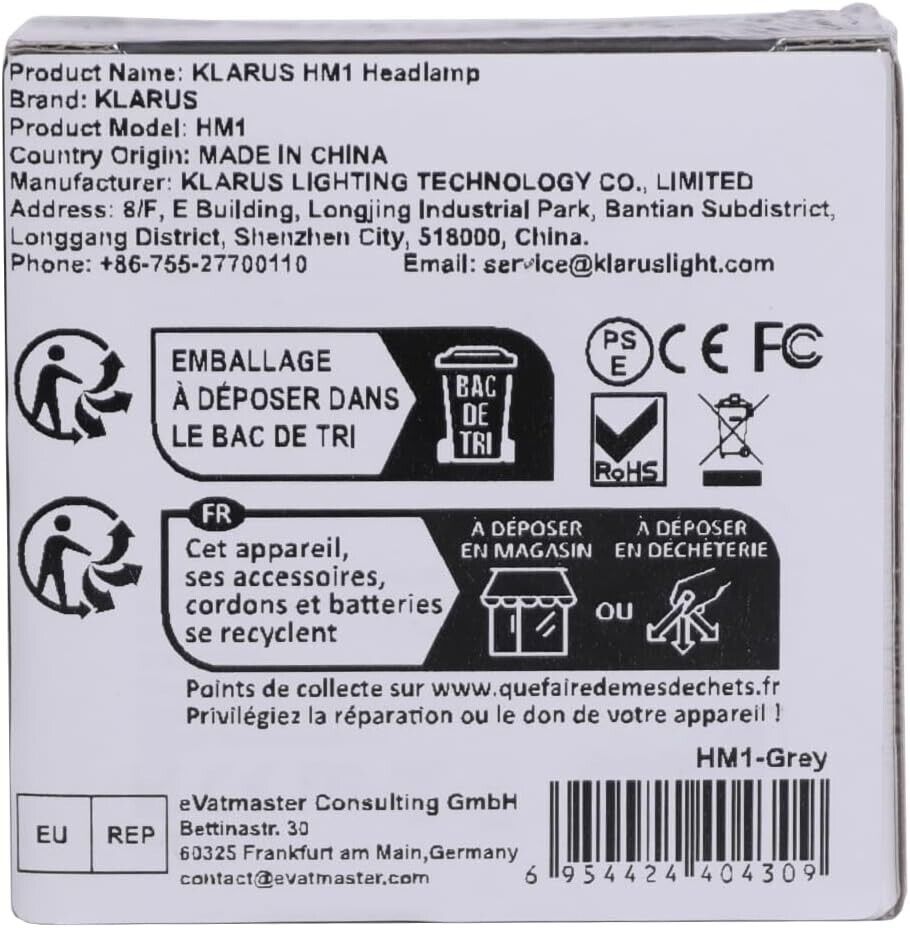 Product Name: KLARUS HM1 Headlamp
Brand: KLARUS
Product Model: HM1
Country Origin: MADE IN CHINA
Manufacturer: KLARUS LIGHTING TECHNOLOGY CO., LIMITED
Address: 8/F, E Building, Longjing Industrial Park, Bantian Subdistrict,
Longgang District, Shenzhen City, 518000, China.
Phone: +86-755-27700110 Email: service@klaruslight.com
EMBALLAGE
À DÉPOSER DANS
LE BAC DE TRI
BAC
DE
TRI
PS
E
CE FC
RoHS
FR
Cet appareil,
ses accessoires,
cordons et batteries
se recyclent
À DÉPOSER
EN MAGASIN
OU
À DÉPOSER
EN DÉCHÈTERIE
Points de collecte sur www.quefairedemesdechets.fr
Privilégiez la réparation ou le don de votre appareil !
HM1-Grey
EU REP
eVatmaster Consulting GmbH
Bettinastr. 30
60325 Frankfurt am Main,Germany
contact@evatmaster.com
6 954424 404309